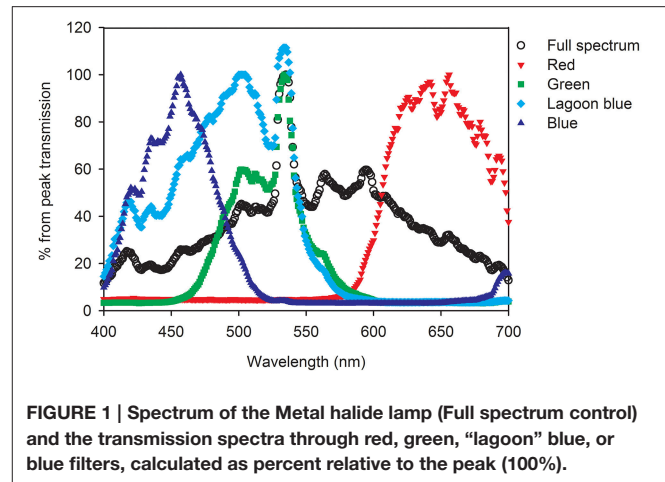 120
100
80
60
40
20
0
% from peak transmission
400 450 500 550 600 650 700
Wavelength (nm)
Full spectrum
Red
Green
Lagoon blue
Blue
FIGURE 1 | Spectrum of the Metal halide lamp (Full spectrum control)
and the transmission spectra through red, green, “lagoon” blue, or
blue filters, calculated as percent relative to the peak (100%).